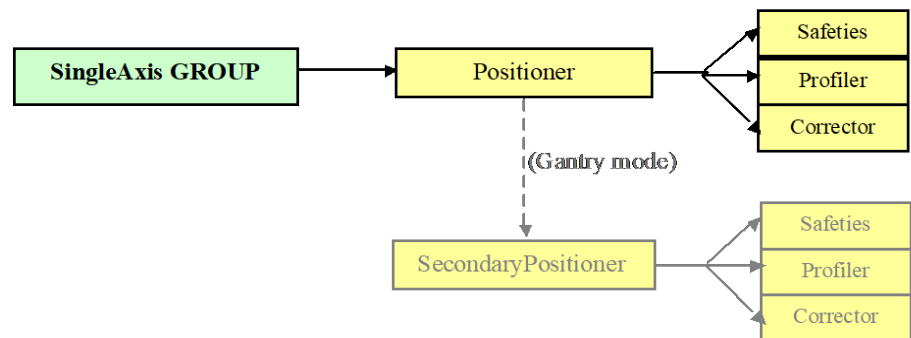 SingleAxis GROUP
Positioner
Safeties
Profiler
Corrector
(Gantry mode)
SecondaryPositioner
Safeties
Profiler
Corrector